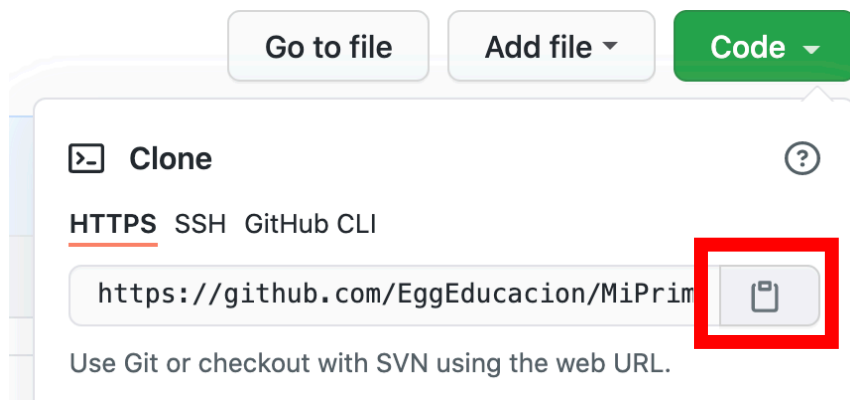 Go to file
Add file
Code
Clone
HTTPS SSH GitHub CLI
https://github.com/EggEducacion/MiPrim
Use Git or checkout with SVN using the web URL.